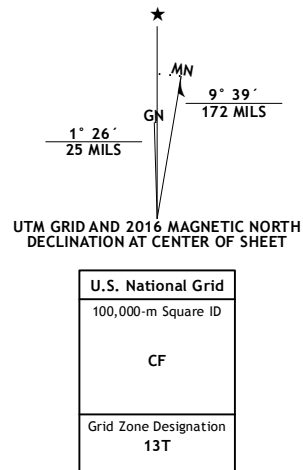 ★
MN
GN
9° 39´
172 MILS
1° 26´
25 MILS
UTM GRID AND 2016 MAGNETIC NORTH
DECLINATION AT CENTER OF SHEET
U.S. National Grid
100,000-m Square ID
CF
Grid Zone Designation
13T